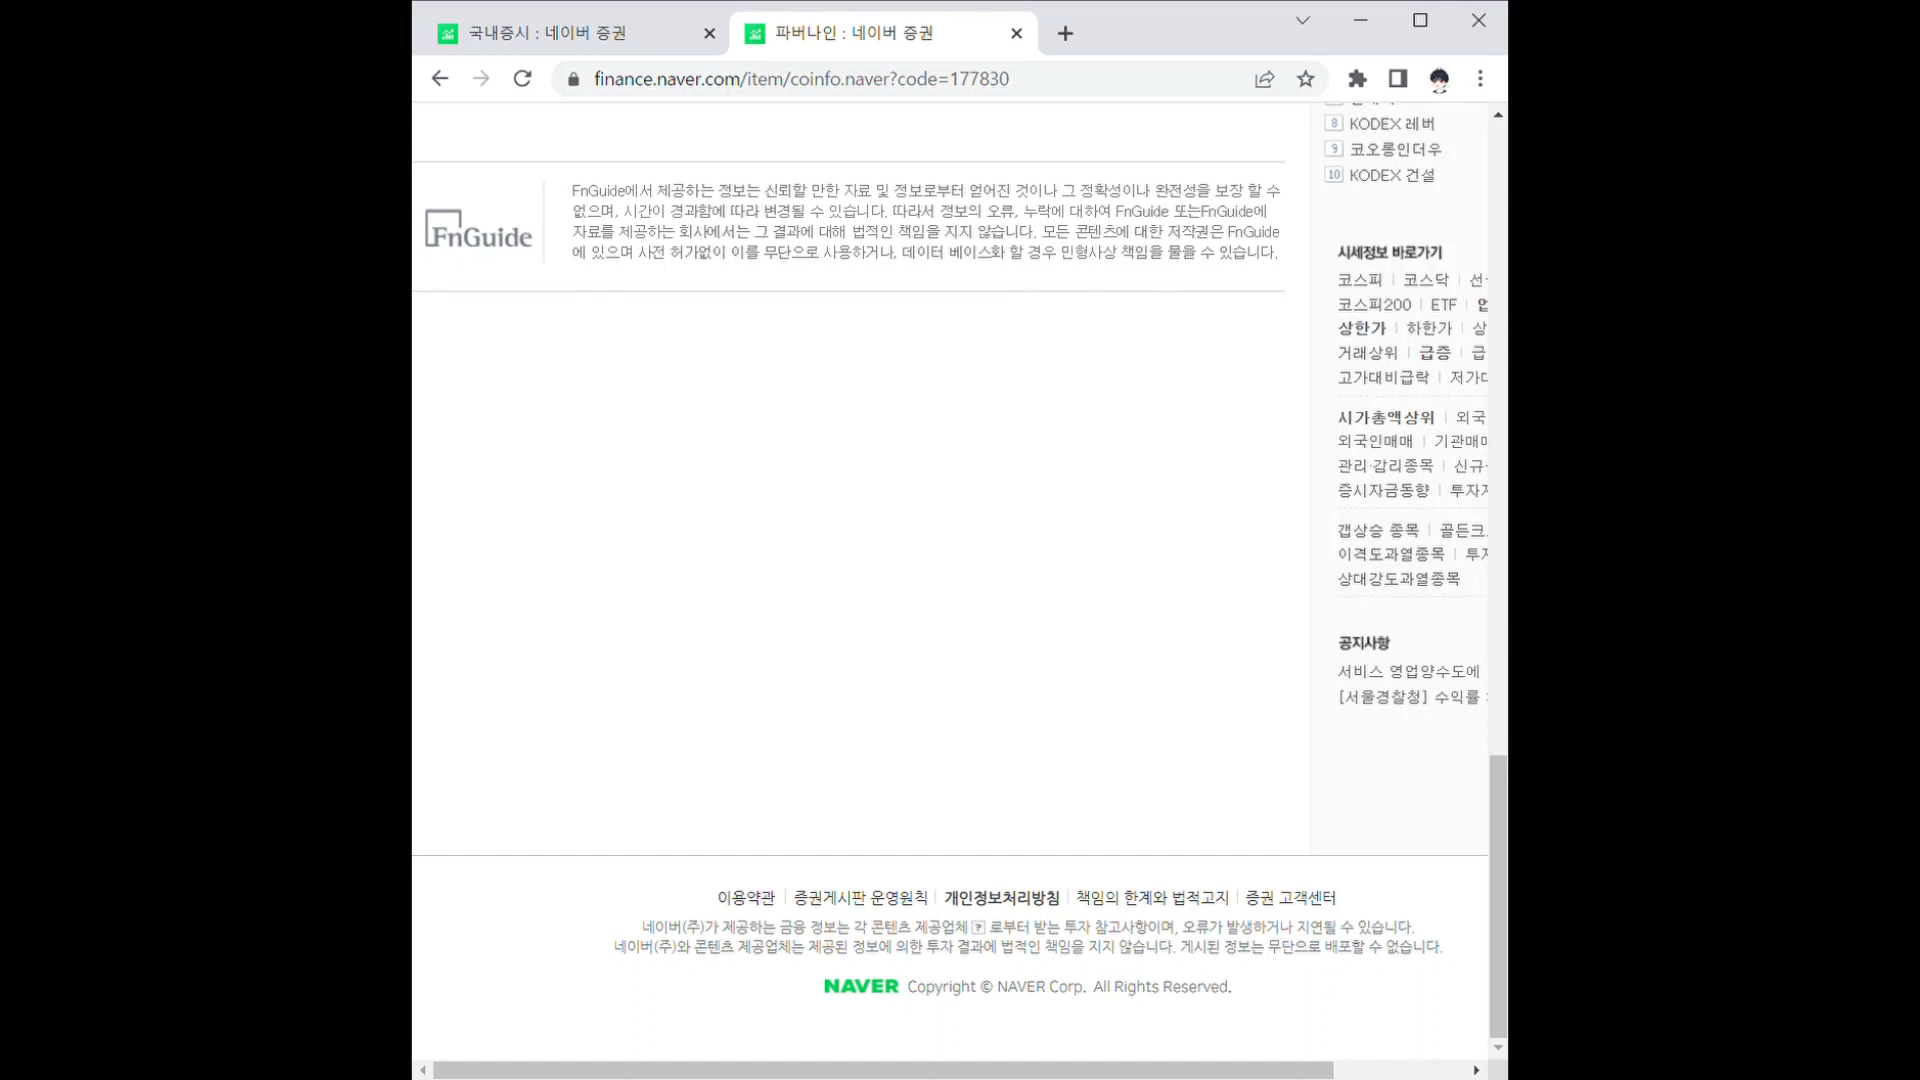 국내증시 : 네이버 증권
파버나인 : 네이버 증권
finance.naver.com/item/coinfo.naver?code=177830
8 KODEX 레버
9 코오롱인더우
10 KODEX 건설
FnGuide
FnGuide에서 제공하는 정보는 신뢰할 만한 자료 및 정보로부터 얻어진 것이나 그 정확성이나 완전성을 보장 할 수
없으며, 시간이 경과함에 따라 변경될 수 있습니다. 따라서 정보의 오류, 누락에 대하여 FnGuide 또는FnGuide에
자료를 제공하는 회사에서는 그 결과에 대해 법적인 책임을 지지 않습니다. 모든 콘텐츠에 대한 저작권은 FnGuide
에 있으며 사전 허가없이 이를 무단으로 사용하거나, 데이터 베이스화 할 경우 민형사상 책임을 물을 수 있습니다.
시세정보 바로가기
코스피 코스닥 선
코스피200 ETF
상한가 하한가 상
거래상위 급증 급
고가대비급락 저가
시가총액상위 외국
외국인매매 기관매
관리·감리종목 신규
증시자금동향 투자
갭상승 종목 골든크
이격도과열종목 투
상대강도과열종목
공지사항
서비스 영업양수도에
[서울경찰청] 수익률
이용약관 증권게시판 운영원칙 개인정보처리방침 책임의 한계와 법적고지 증권 고객센터
네이버(주)가 제공하는 금융 정보는 각 콘텐츠 제공업체 ? 로부터 받는 투자 참고사항이며, 오류가 발생하거나 지연될 수 있습니다.
네이버(주)와 콘텐츠 제공업체는 제공된 정보에 의한 투자 결과에 법적인 책임을 지지 않습니다. 게시된 정보는 무단으로 배포할 수 없습니다.
NAVER Copyright © NAVER Corp. All Rights Reserved.